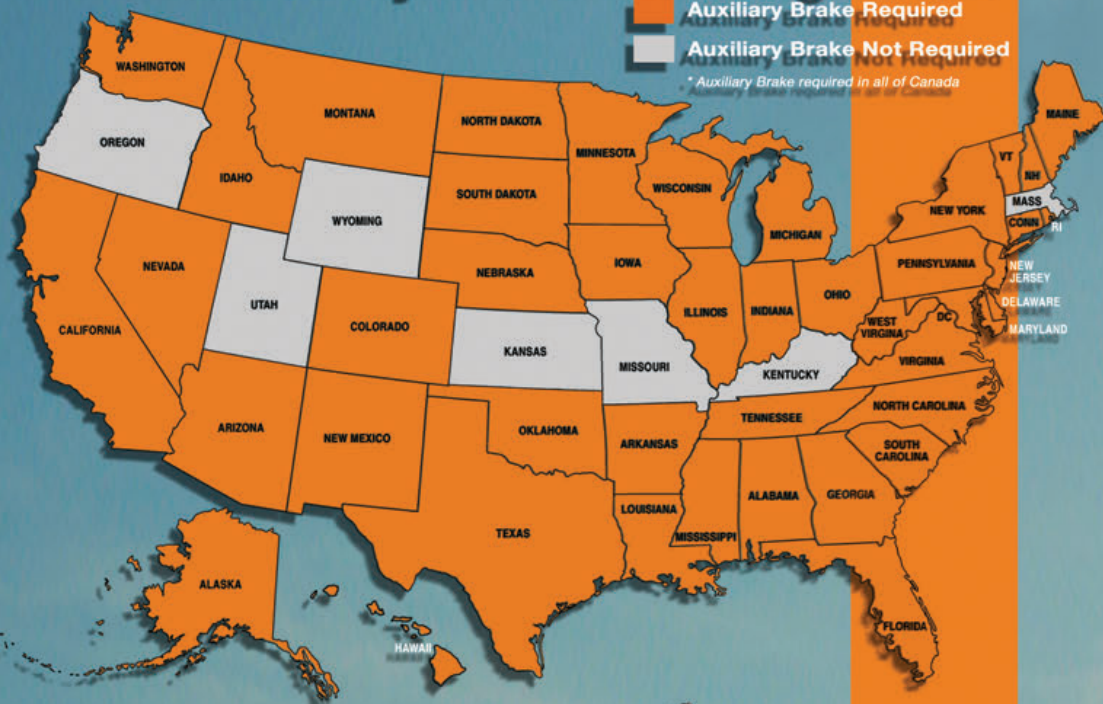 Auxiliary Brake Required
Auxiliary Brake Not Required
* Auxiliary Brake required in all of Canada
WASHINGTON
OREGON
IDAHO
MONTANA
NORTH DAKOTA
MINNESOTA
SOUTH DAKOTA
WYOMING
WISCONSIN
MICHIGAN
NEW YORK
VT
NH
MAINE
MASS
CONN
RI
NEVADA
UTAH
CALIFORNIA
COLORADO
NEBRASKA
IOWA
ILLINOIS
INDIANA
OHIO
PENNSYLVANIA
NEW
JERSEY
DELAWARE
MARYLAND
WEST
VIRGINIA
DC
VIRGINIA
KANSAS
MISSOURI
KENTUCKY
ARIZONA
NEW MEXICO
OKLAHOMA
ARKANSAS
TENNESSEE
NORTH CAROLINA
SOUTH
CAROLINA
TEXAS
LOUISIANA
MISSISSIPPI
ALABAMA
GEORGIA
FLORIDA
ALASKA
HAWAII